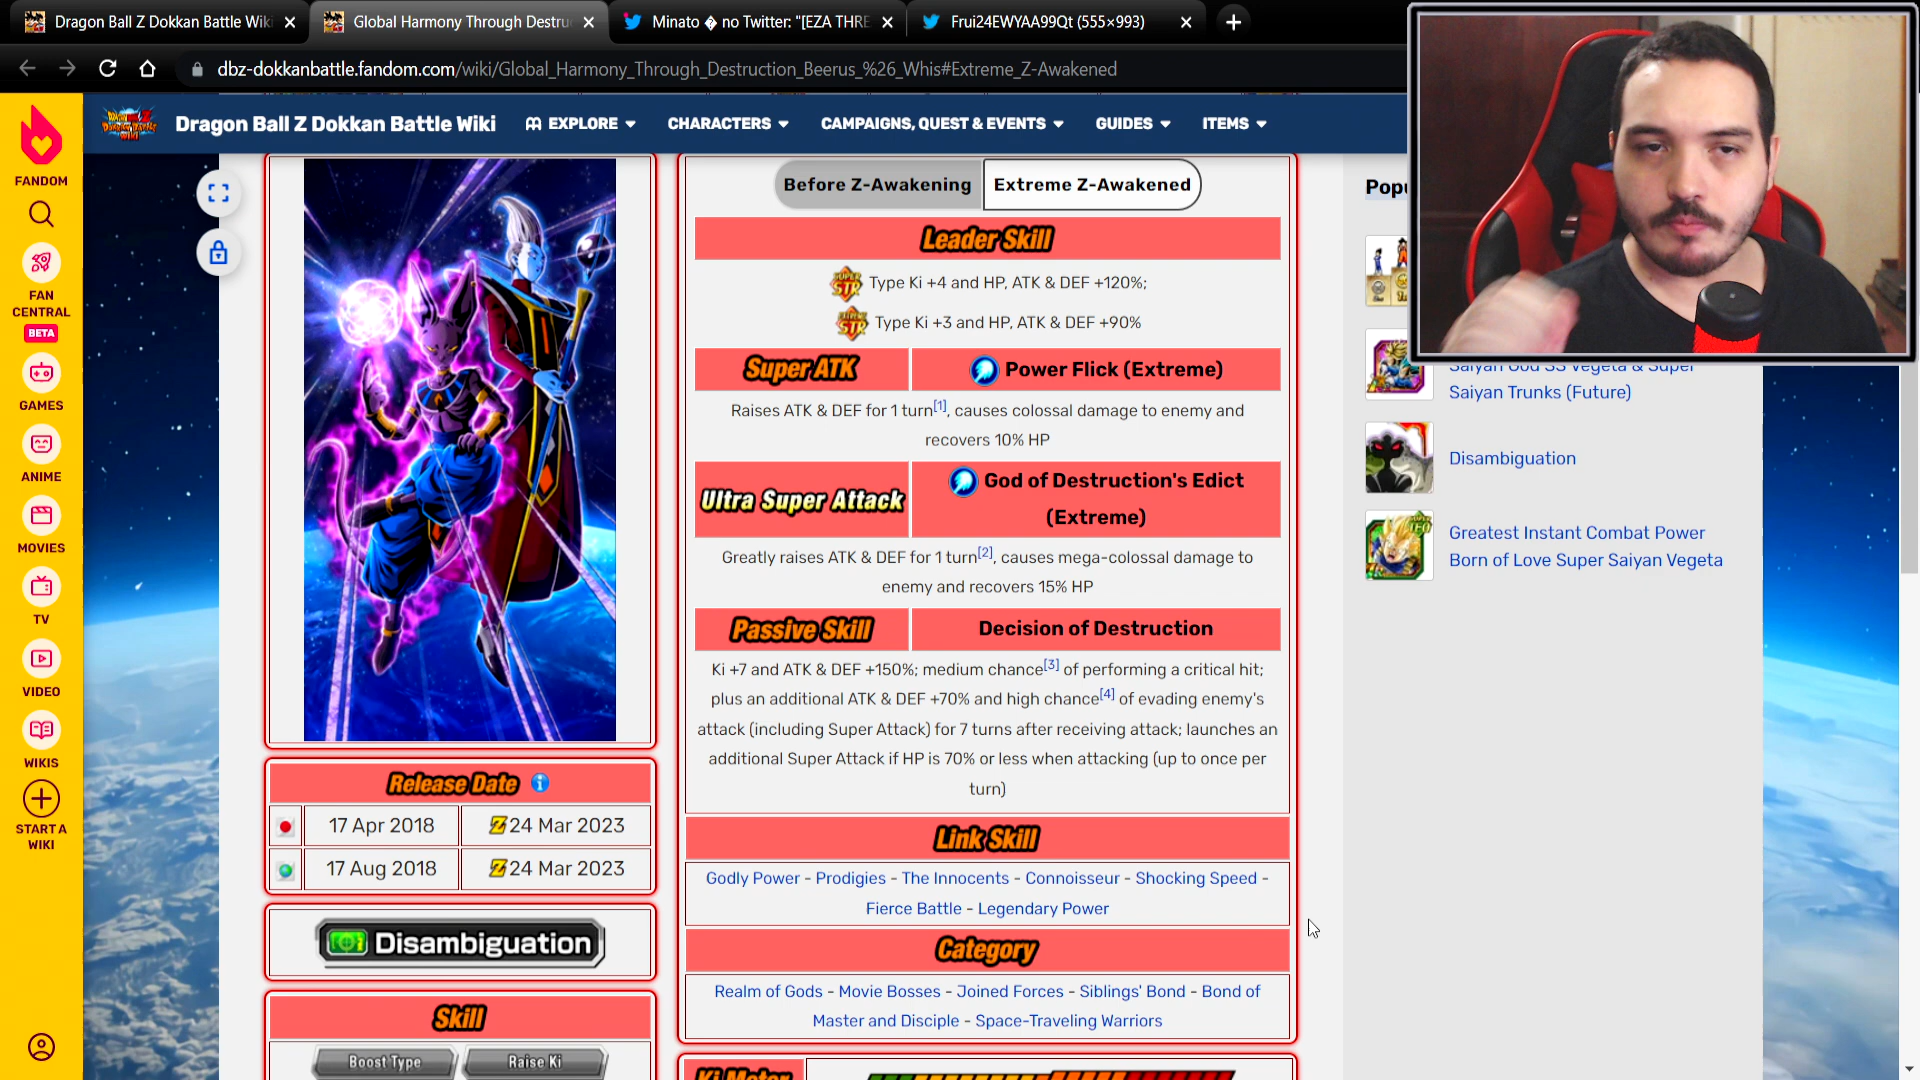 Dragon Ball Z Dokkan Battle Wiki
Global Harmony Through Destru
Minato � no Twitter: "[EZA THRE
Frui24EWYAA99Qt (555×993)
dbz-dokkanbattle.fandom.com/wiki/Global_Harmony_Through_Destruction_Beerus_%26_Whis#Extreme_Z-Awakened
Dragon Ball Z Dokkan Battle Wiki
EXPLORE
CHARACTERS
CAMPAIGNS, QUEST & EVENTS
GUIDES
ITEMS
FANDOM
FAN CENTRAL
BETA
GAMES
ANIME
MOVIES
TV
VIDEO
WIKIS
START A WIKI
Before Z-Awakening
Extreme Z-Awakened
Leader Skill
SUPER STR Type Ki +4 and HP, ATK & DEF +120%;
EXTREME STR Type Ki +3 and HP, ATK & DEF +90%
Super ATK
Power Flick (Extreme)
Raises ATK & DEF for 1 turn[1], causes colossal damage to enemy and
recovers 10% HP
Ultra Super Attack
God of Destruction's Edict
(Extreme)
Greatly raises ATK & DEF for 1 turn[2], causes mega-colossal damage to
enemy and recovers 15% HP
Passive Skill
Decision of Destruction
Ki +7 and ATK & DEF +150%; medium chance[3] of performing a critical hit;
plus an additional ATK & DEF +70% and high chance[4] of evading enemy's
attack (including Super Attack) for 7 turns after receiving attack; launches an
additional Super Attack if HP is 70% or less when attacking (up to once per
turn)
Link Skill
Godly Power - Prodigies - The Innocents - Connoisseur - Shocking Speed -
Fierce Battle - Legendary Power
Category
Realm of Gods - Movie Bosses - Joined Forces - Siblings' Bond - Bond of
Master and Disciple - Space-Traveling Warriors
Ki Meter
Release Date
17 Apr 2018
Z 24 Mar 2023
17 Aug 2018
Z 24 Mar 2023
Disambiguation
Skill
Boost Type
Raise Ki
Popu
Saiyan God SS Vegeta & Super
Saiyan Trunks (Future)
Disambiguation
Greatest Instant Combat Power
Born of Love Super Saiyan Vegeta